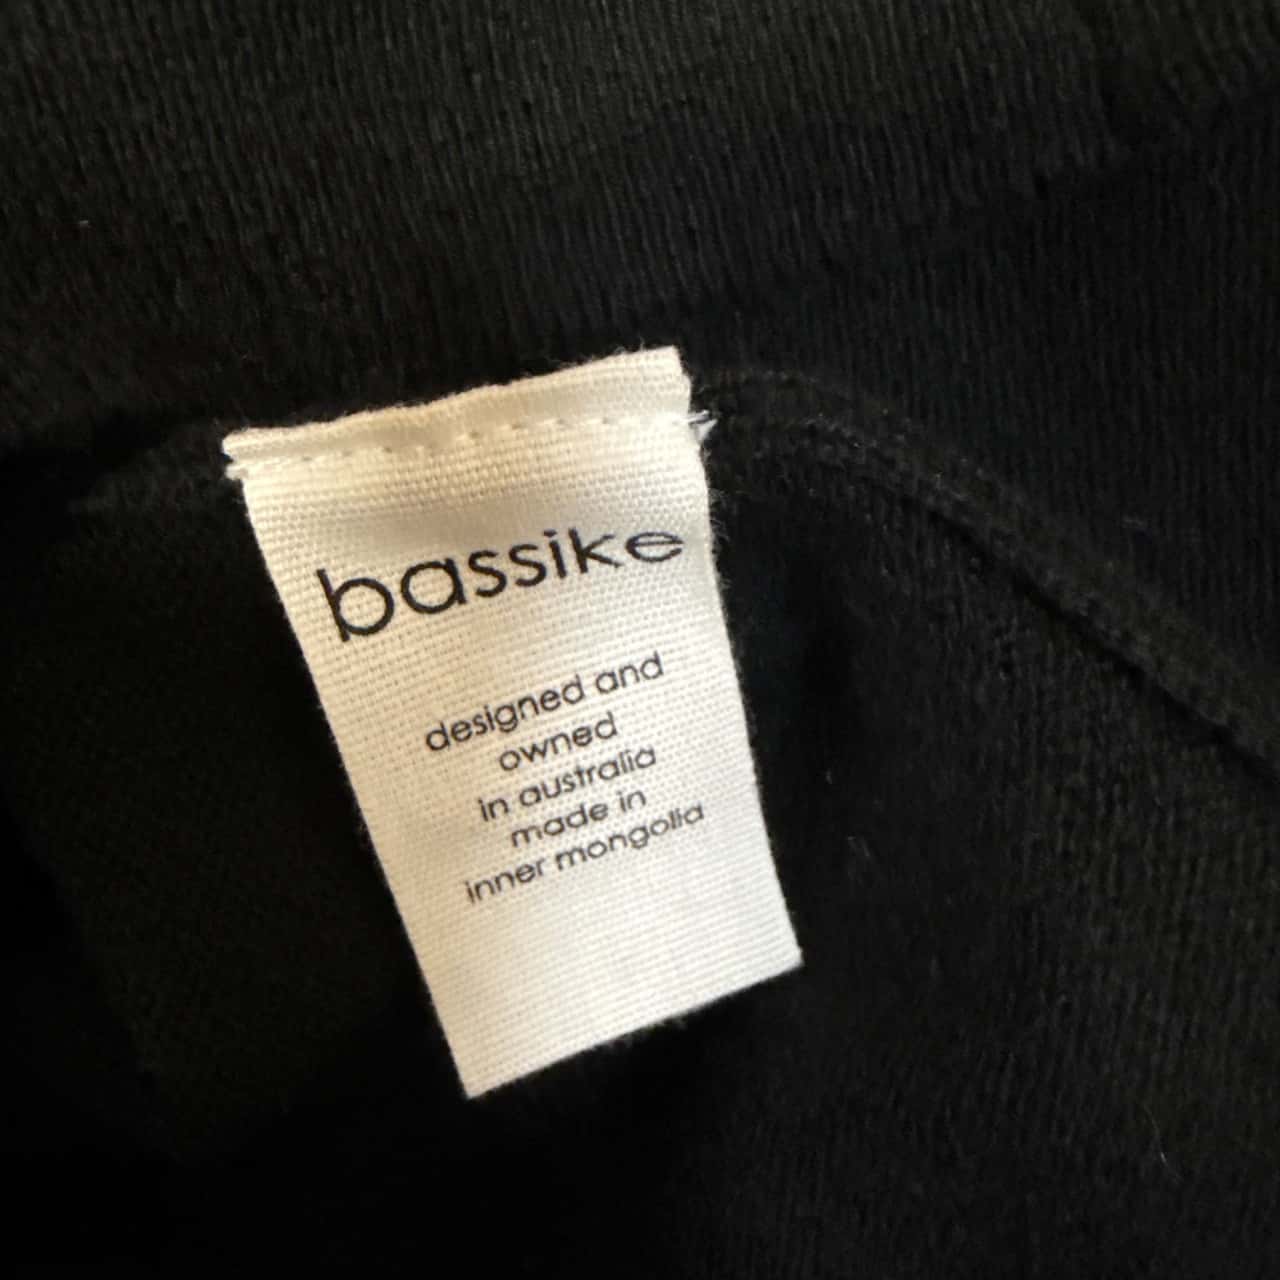 bassike
designed and
owned
in australia
made in
inner mongolia